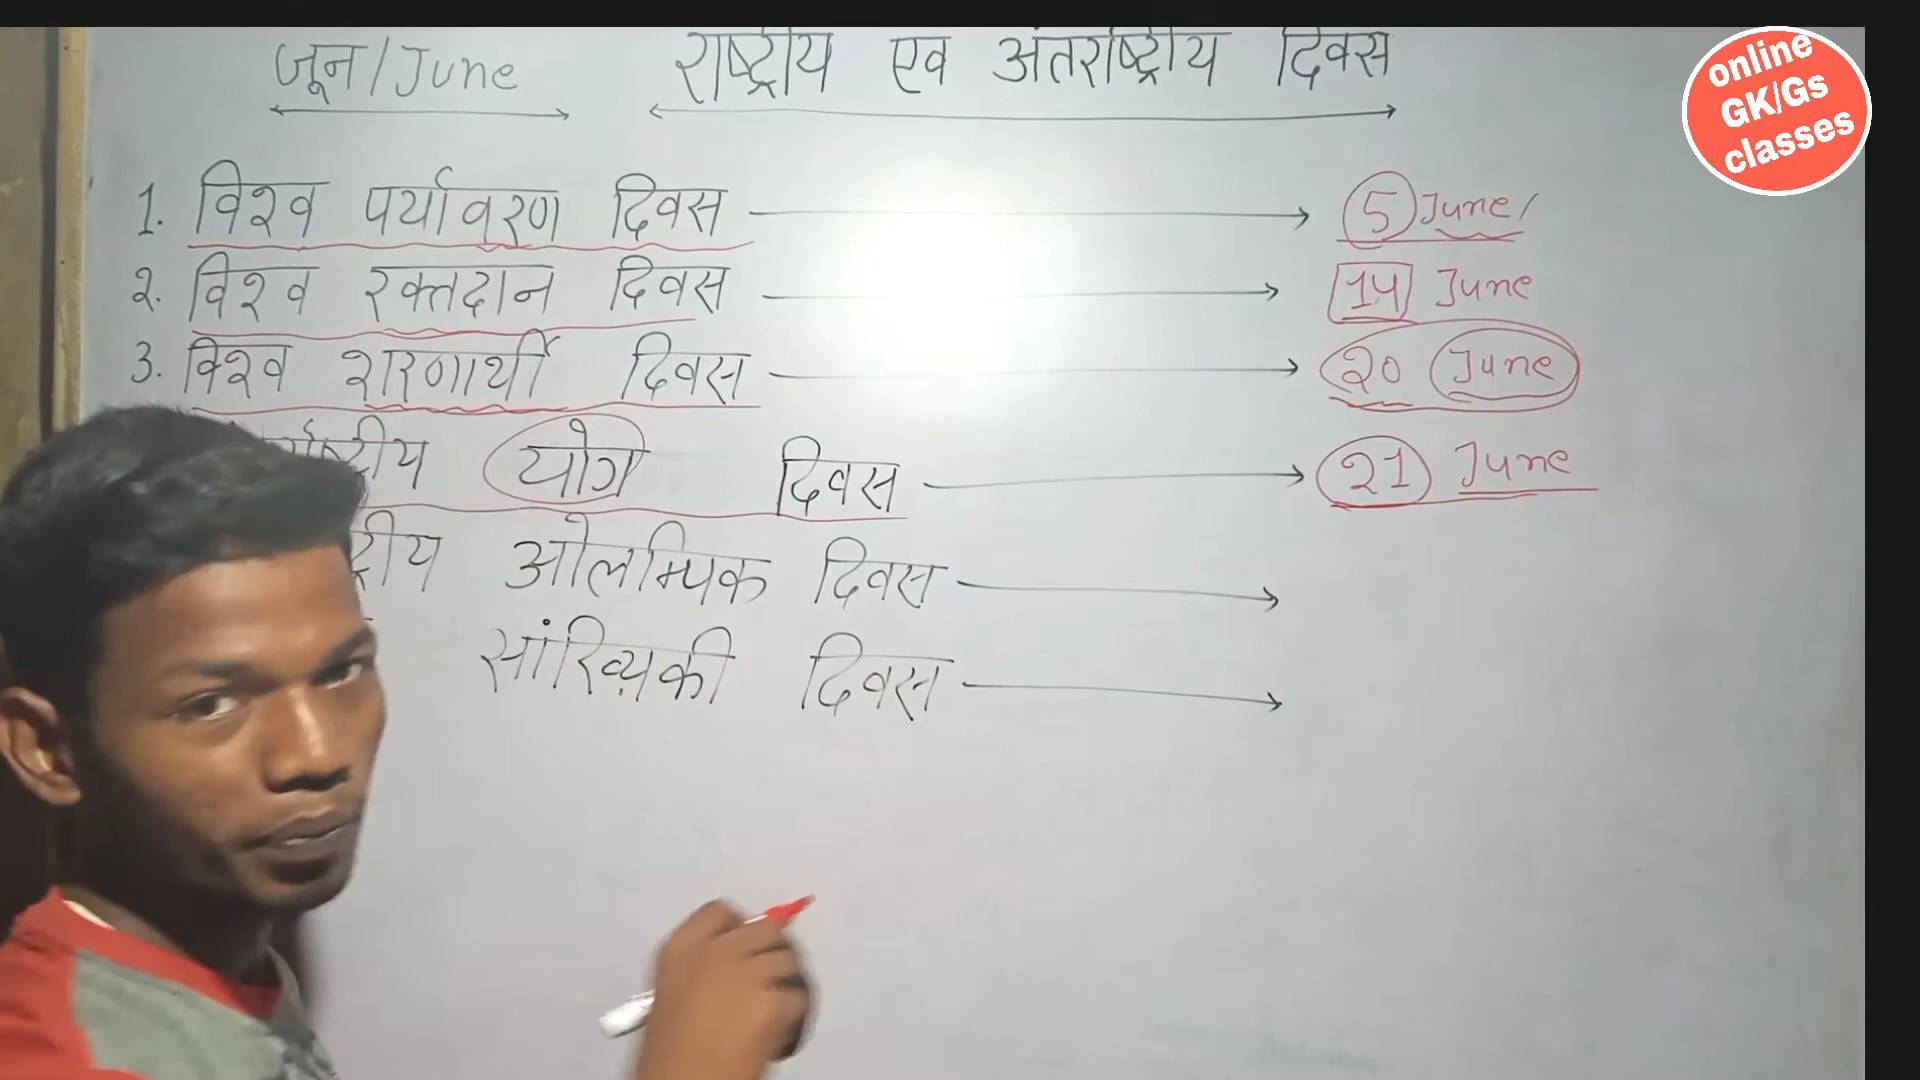 जून/June राष्ट्रीय एव अंतर्राष्ट्रीय दिवस
online
GK/Gs
classes
1. विश्व पर्यावरण दिवस → 5 June/
2. विश्व रक्तदान दिवस → 14 June
3. विश्व शरणार्थी दिवस → 20 June
योग दिवस → 21 June
ओलम्पिक दिवस →
सांख्यिकी दिवस →